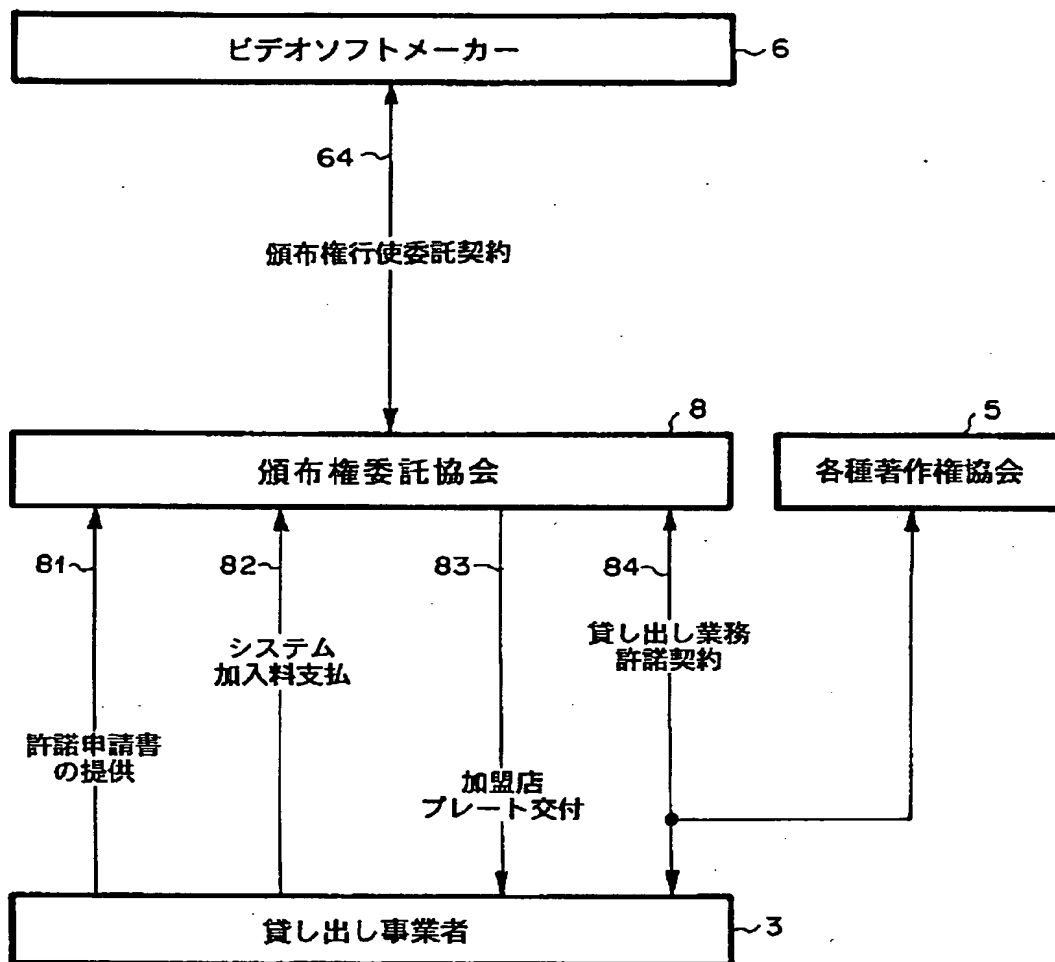 ビデオソフトメーカー
6
64
頒布権行使委託契約
8
5
頒布権委託協会
各種著作権協会
81
82
83
84
システム
加入料支払
貸し出し業務
許諾契約
許諾申請書
の提供
加盟店
プレート交付
貸し出し事業者
3